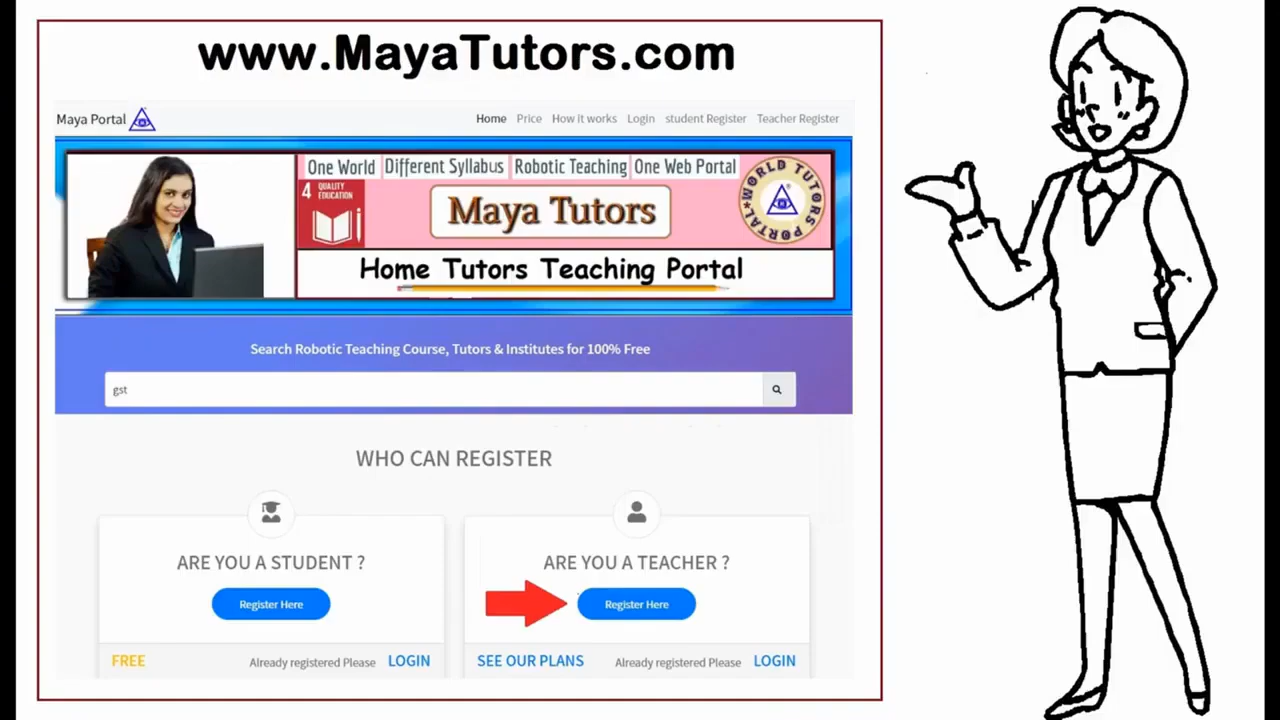 www.MayaTutors.com
Maya Portal
Home Price How it works Login student Register Teacher Register
One World Different Syllabus Robotic Teaching One Web Portal
4 QUALITY EDUCATION
Maya Tutors
WORLD TUTORS PORTAL
Home Tutors Teaching Portal
Search Robotic Teaching Course, Tutors & Institutes for 100% Free
gst
WHO CAN REGISTER
ARE YOU A STUDENT ?
Register Here
FREE Already registered Please LOGIN
ARE YOU A TEACHER ?
Register Here
SEE OUR PLANS Already registered Please LOGIN